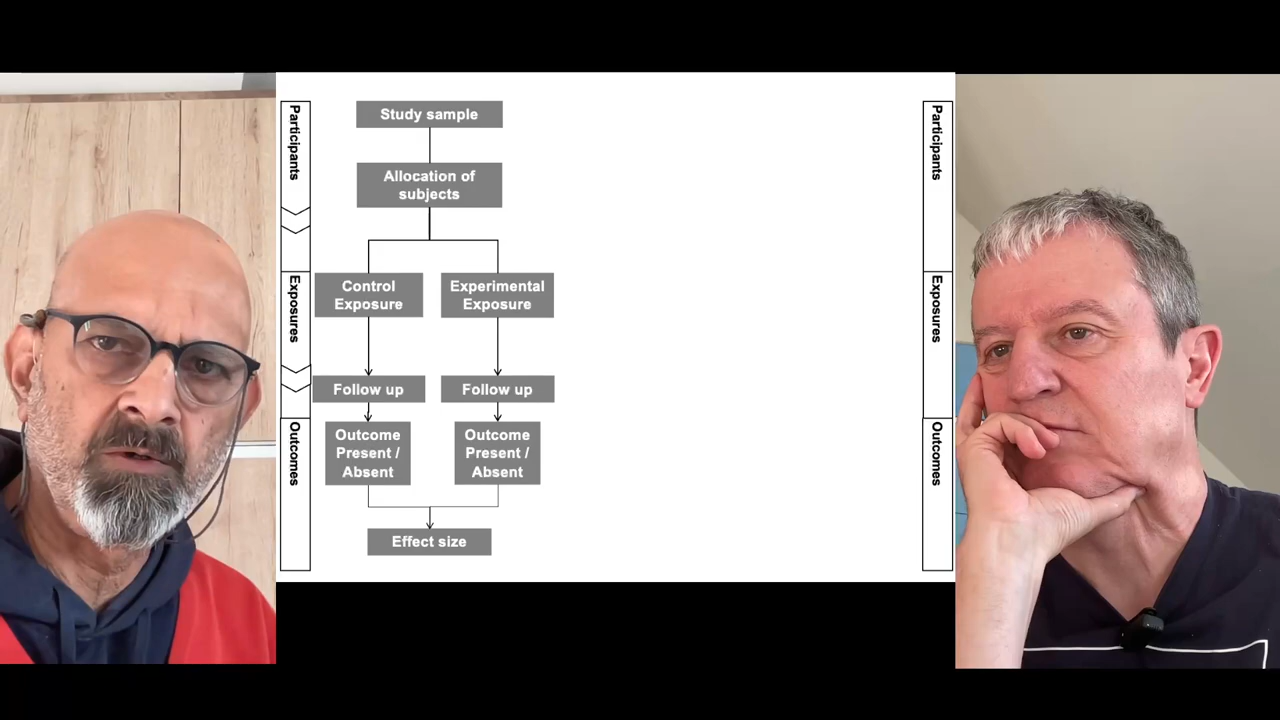 Participants
Exposures
Outcomes
Study sample
Allocation of
subjects
Control
Exposure
Experimental
Exposure
Follow up
Follow up
Outcome
Present /
Absent
Outcome
Present /
Absent
Effect size
Participants
Exposures
Outcomes